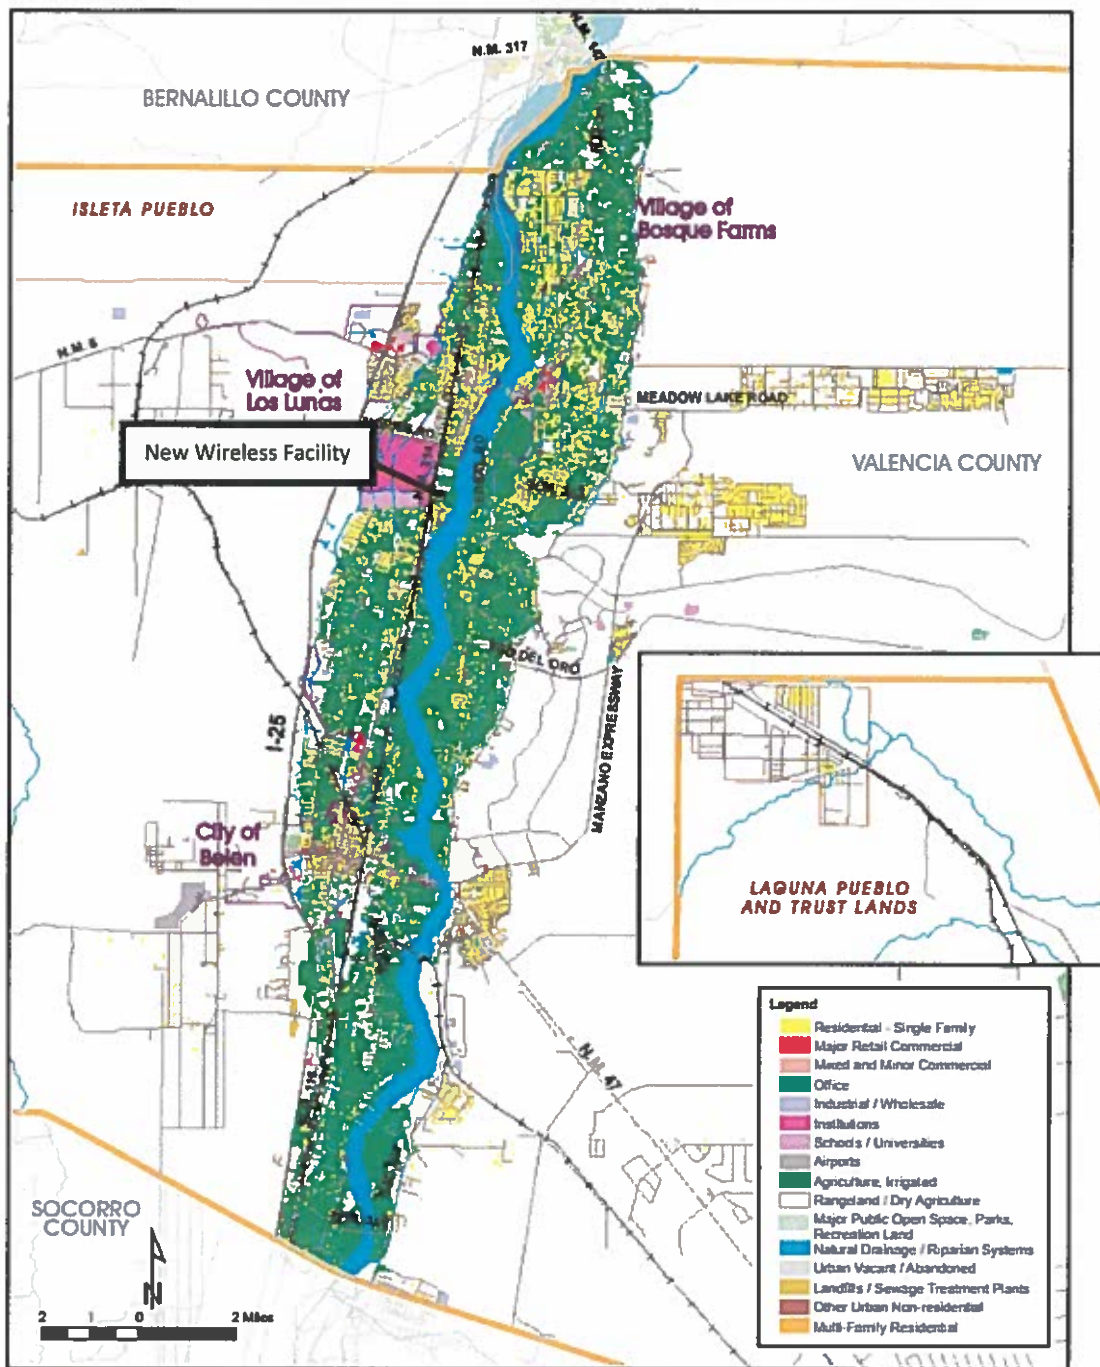 N.M. 317
N.M. 147
BERNALILLO COUNTY
ISLETA PUEBLO
Village of
Bosque Farms
N.M. 6
Village of
Los Lunas
MEADOW LAKE ROAD
New Wireless Facility
VALENCIA COUNTY
RIO DEL ORO
MANZANO EXPRESSWAY
I-25
City of
Belen
LAGUNA PUEBLO
AND TRUST LANDS
N.M. 47
SOCORRO
COUNTY
N
2 1 0 2 Miles
Legend
Residential - Single Family
Major Retail Commercial
Mixed and Minor Commercial
Office
Industrial / Wholesale
Institutions
Schools / Universities
Airports
Agriculture, Irrigated
Rangeland / Dry Agriculture
Major Public Open Space, Parks,
Recreation Land
Natural Drainage / Riparian Systems
Urban Vacant / Abandoned
Landfills / Sewage Treatment Plants
Other Urban Non-residential
Multi-Family Residential